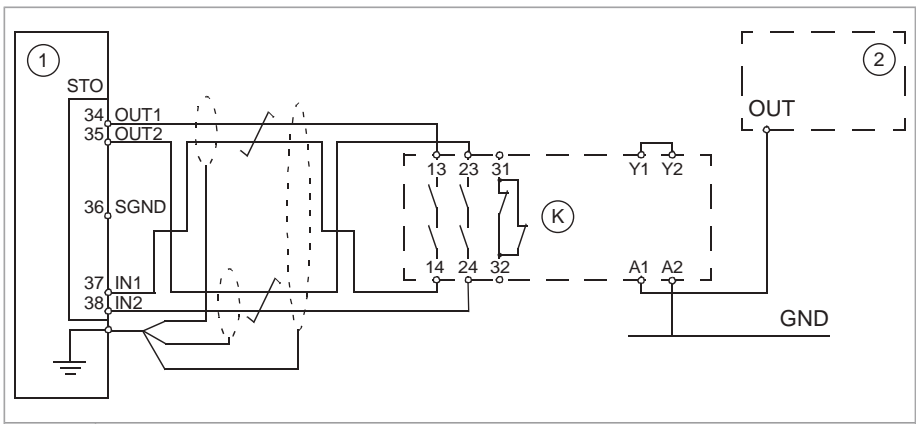 1
2
STO
34 OUT1
35 OUT2
OUT
13 23 31
Y1 Y2
36 SGND
K
14 24 32
A1 A2
37 IN1
38 IN2
GND